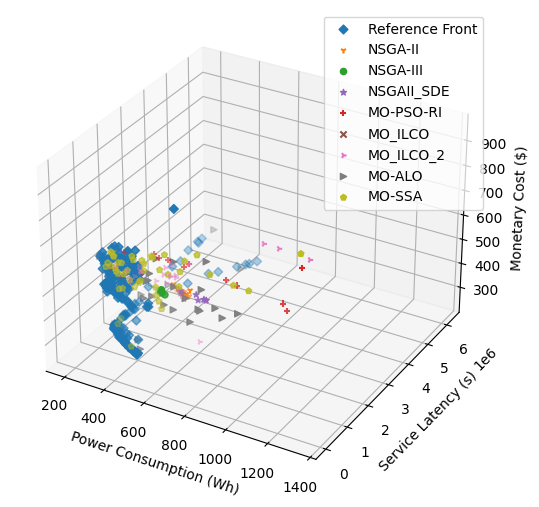 Reference Front
NSGA-II
NSGA-III
NSGAII_SDE
MO-PSO-RI
MO_ILCO
MO_ILCO_2
MO-ALO
MO-SSA
900
800
700
600
500
400
300
Monetary Cost ($)
200
400
600
800
1000
1200
1400
Power Consumption (Wh)
0
1
2
3
4
5
6
1e6
Service Latency (s)